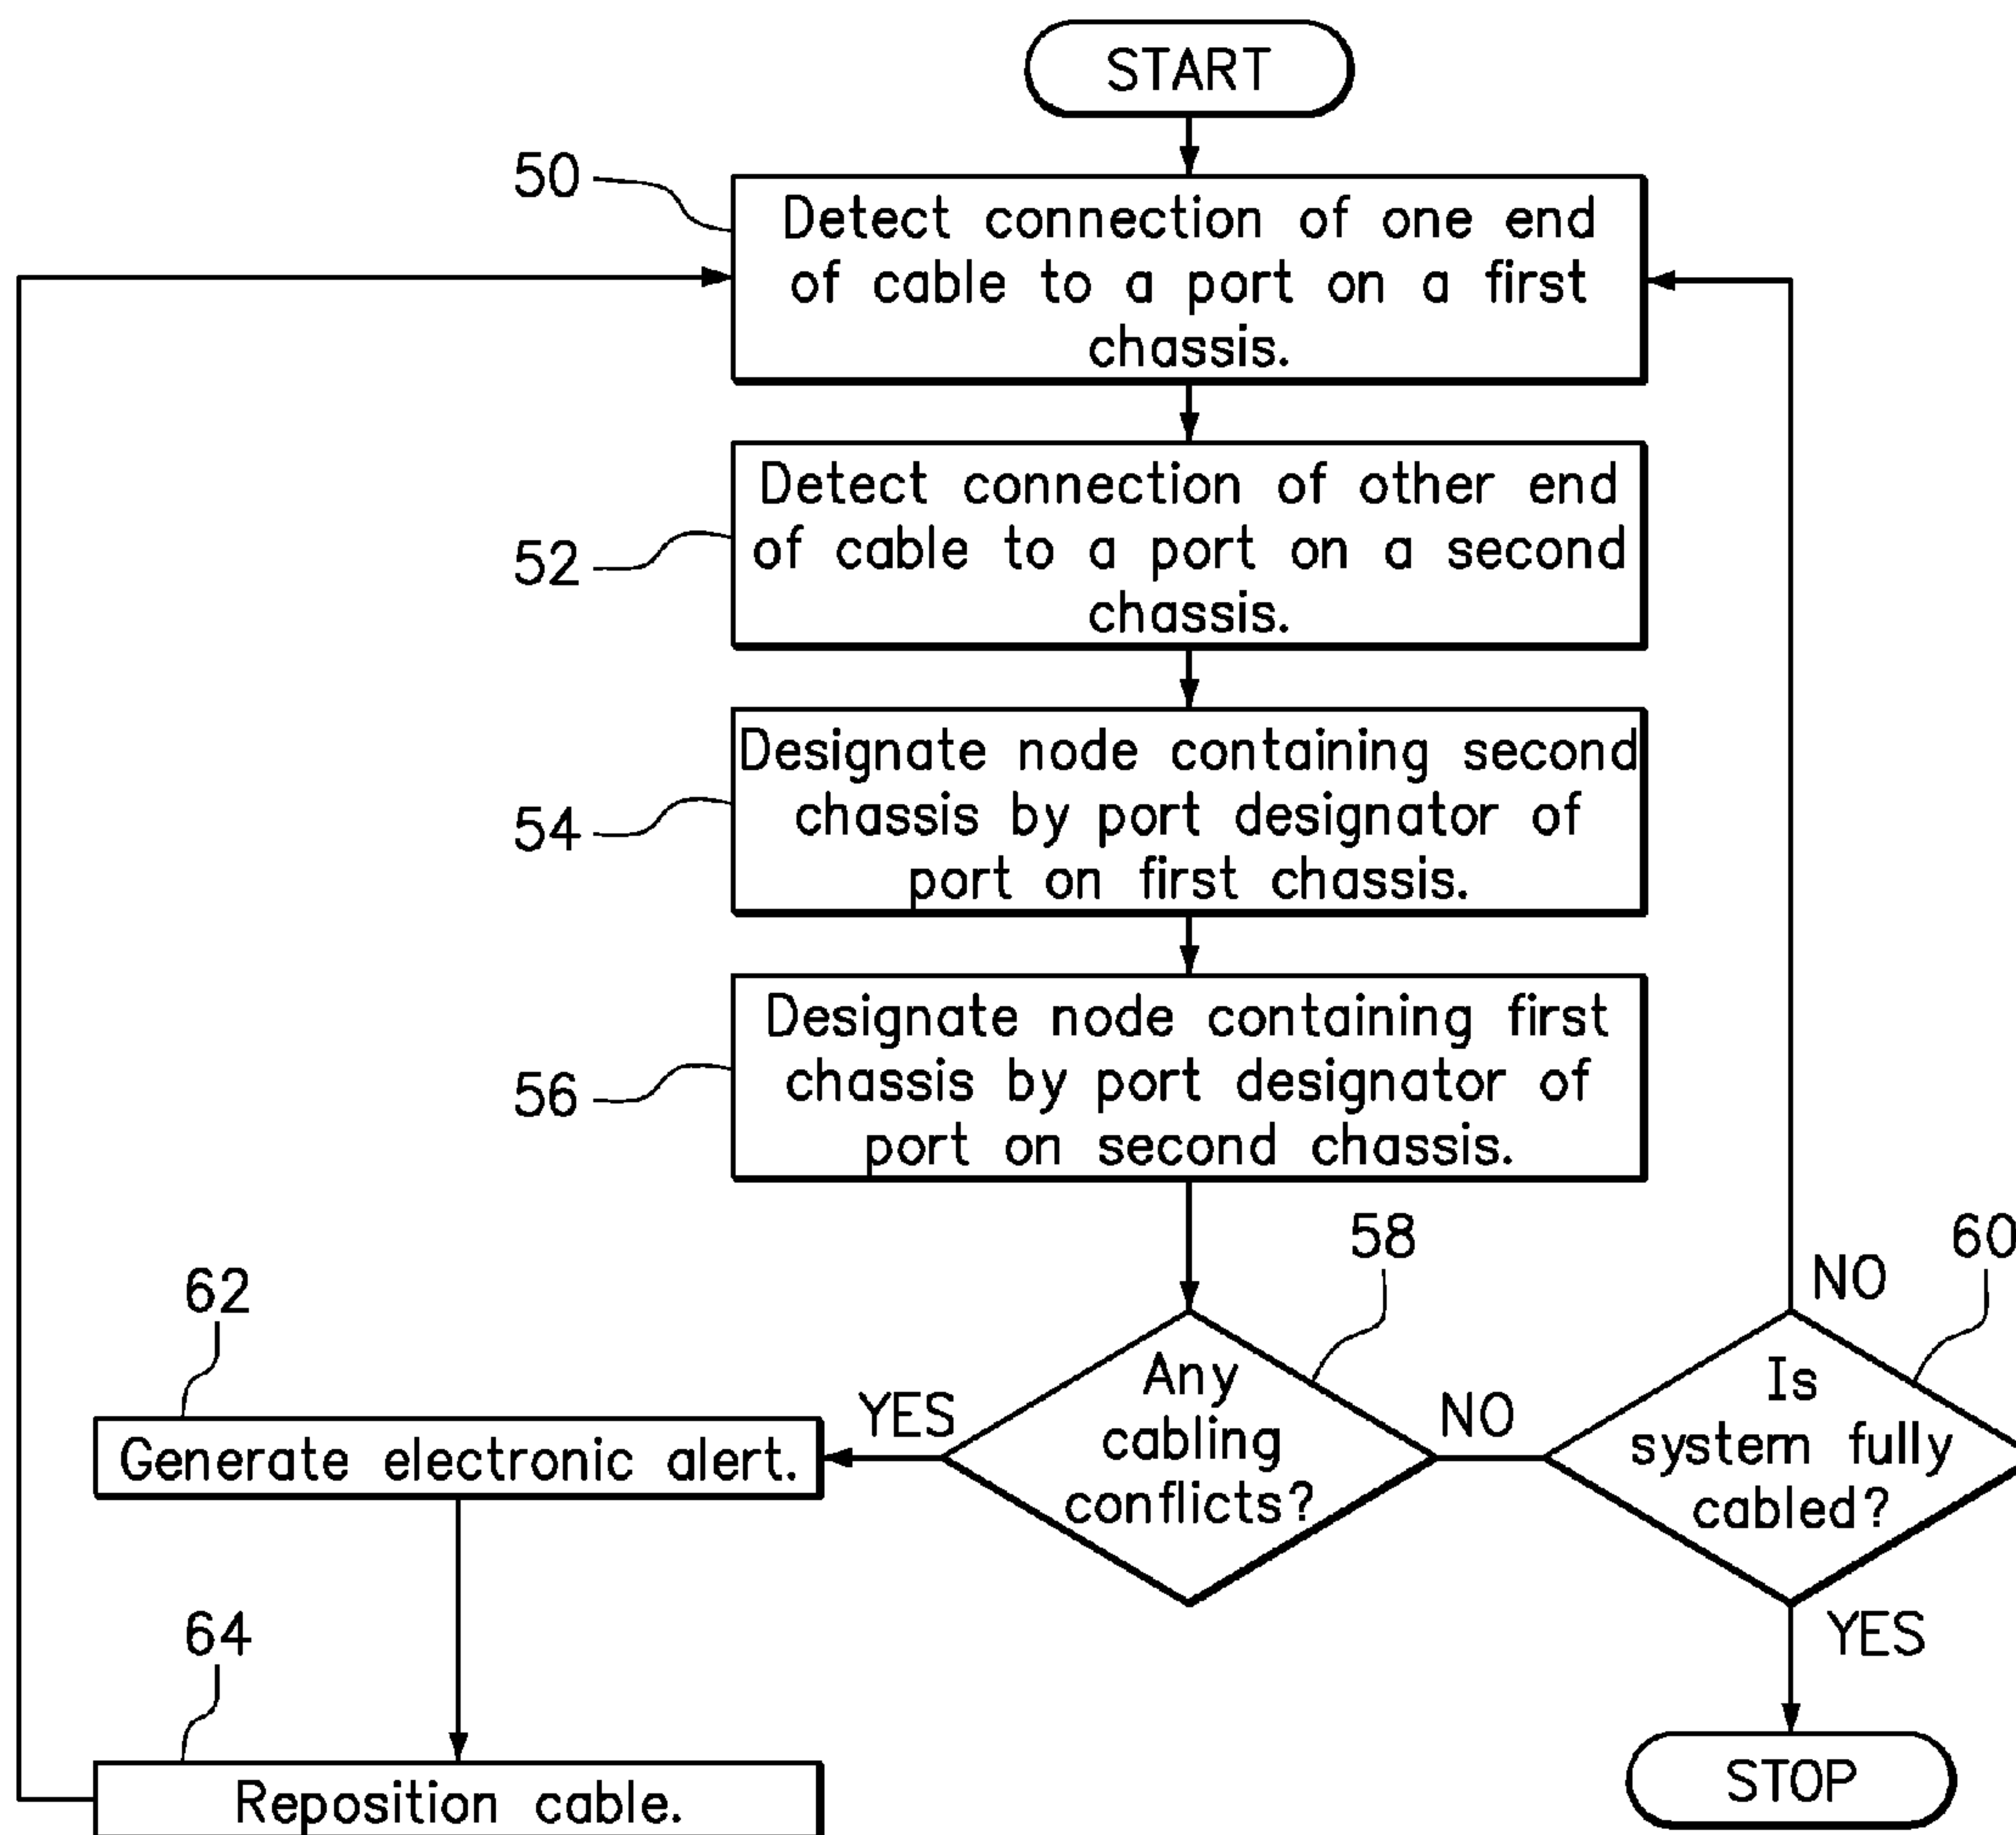 START
50
Detect connection of one end
of cable to a port on a first
chassis.
52
Detect connection of other end
of cable to a port on a second
chassis.
54
Designate node containing second
chassis by port designator of
port on first chassis.
56
Designate node containing first
chassis by port designator of
port on second chassis.
58
60
62
NO
Any
cabling
conflicts?
YES
NO
Is
system fully
cabled?
Generate electronic alert.
64
YES
Reposition cable.
STOP